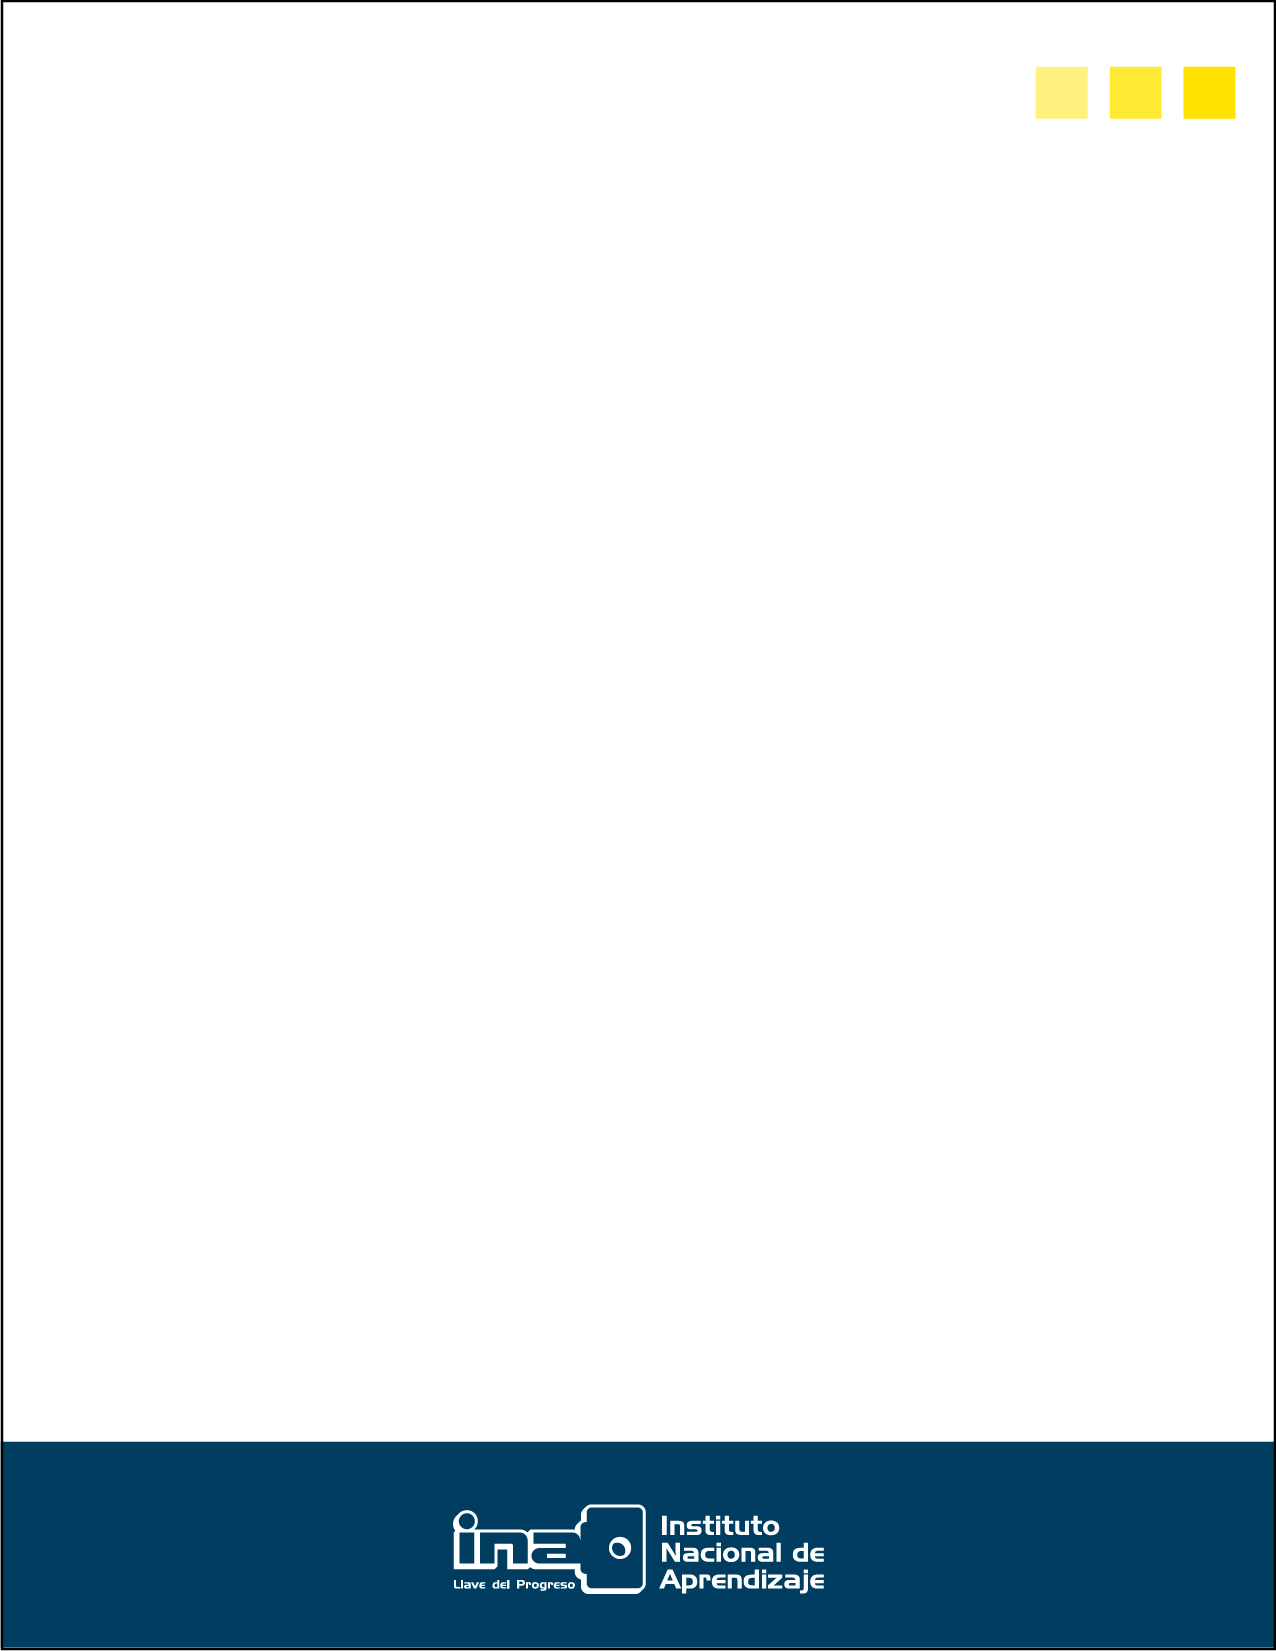 ina
Llave del Progreso
Instituto
Nacional de
Aprendizaje